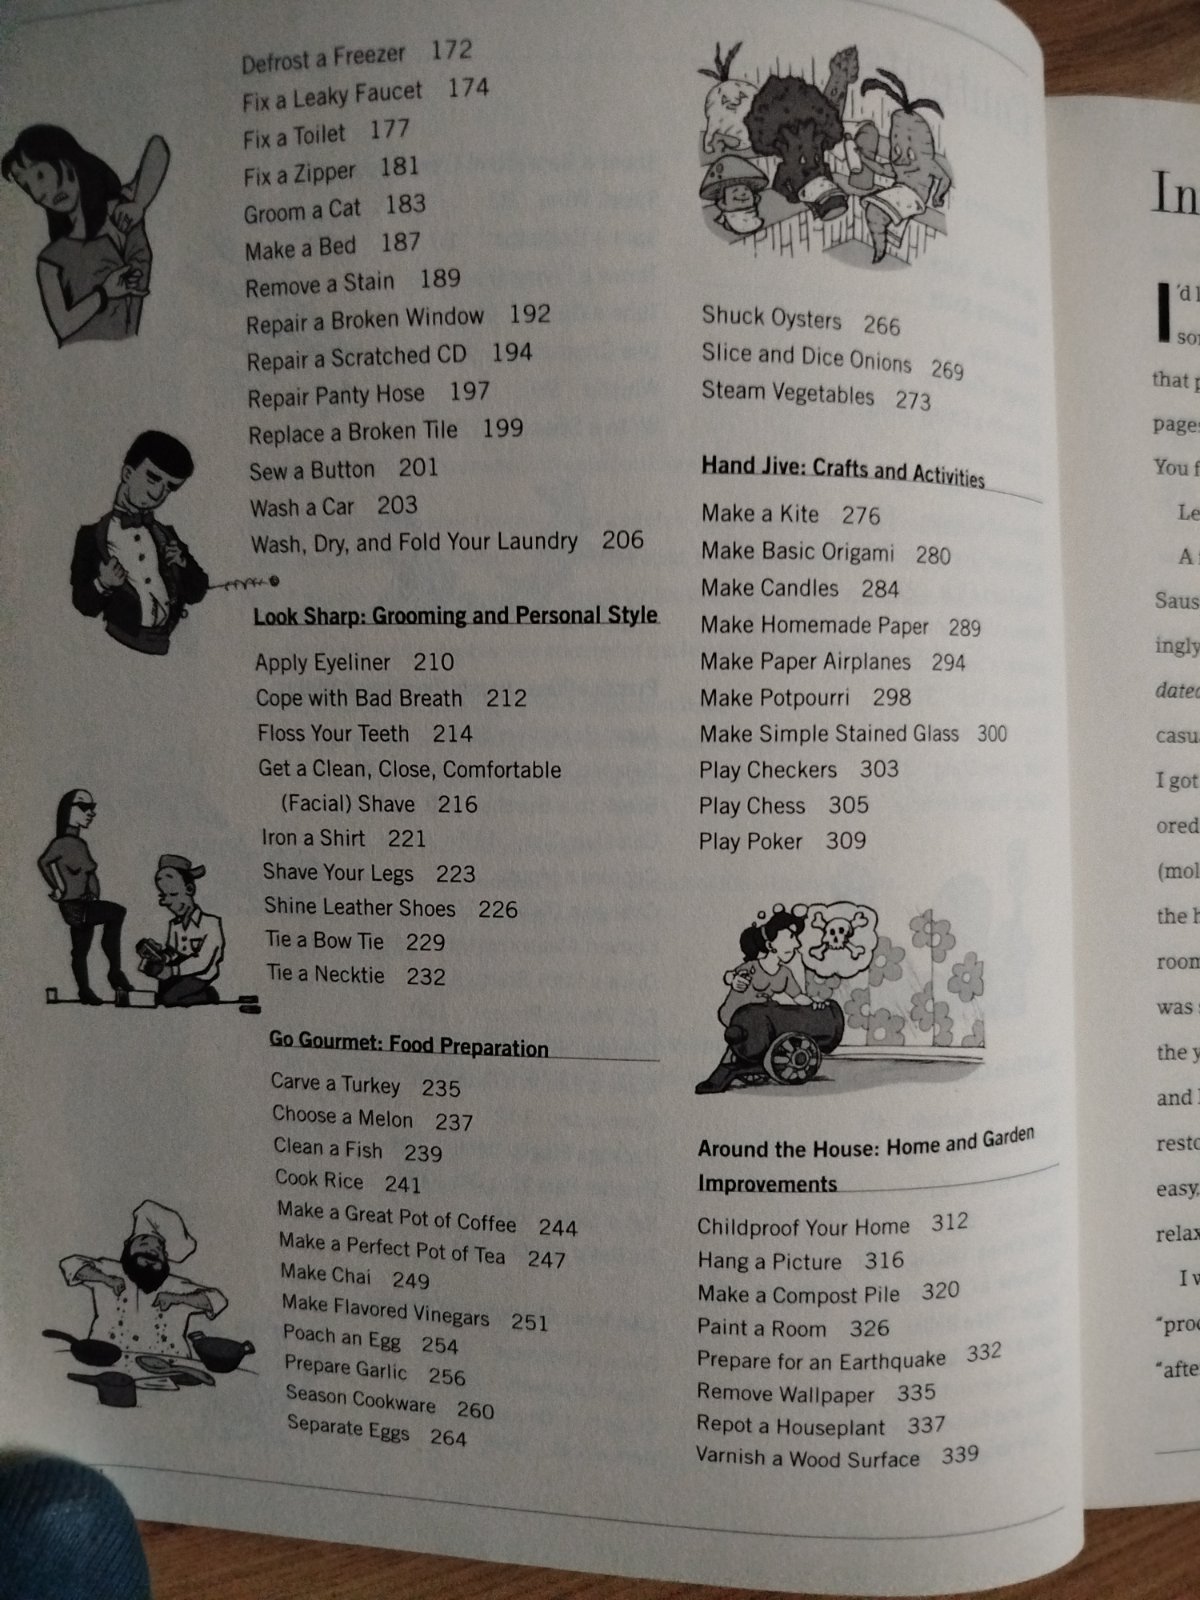 Defrost a Freezer 172
Fix a Leaky Faucet 174
Fix a Toilet 177
Fix a Zipper 181
Groom a Cat 183
Make a Bed 187
Remove a Stain 189
Repair a Broken Window 192
Repair a Scratched CD 194
Repair Panty Hose 197
Replace a Broken Tile 199
Sew a Button 201
Wash a Car 203
Wash, Dry, and Fold Your Laundry 206
Look Sharp: Grooming and Personal Style
Apply Eyeliner 210
Cope with Bad Breath 212
Floss Your Teeth 214
Get a Clean, Close, Comfortable
(Facial) Shave 216
Iron a Shirt 221
Shave Your Legs 223
Shine Leather Shoes 226
Tie a Bow Tie 229
Tie a Necktie 232
Go Gourmet: Food Preparation
Carve a Turkey 235
Choose a Melon 237
Clean a Fish 239
Cook Rice 241
Make a Great Pot of Coffee 244
Make a Perfect Pot of Tea 247
Make Chai 249
Make Flavored Vinegars 251
Poach an Egg 254
Prepare Garlic 256
Season Cookware 260
Separate Eggs 264
Shuck Oysters 266
Slice and Dice Onions 269
Steam Vegetables 273
Hand Jive: Crafts and Activities
Make a Kite 276
Make Basic Origami 280
Make Candles 284
Make Homemade Paper 289
Make Paper Airplanes 294
Make Potpourri 298
Make Simple Stained Glass 300
Play Checkers 303
Play Chess 305
Play Poker 309
Around the House: Home and Garden
Improvements
Childproof Your Home 312
Hang a Picture 316
Make a Compost Pile 320
Paint a Room 326
Prepare for an Earthquake 332
Remove Wallpaper 335
Repot a Houseplant 337
Varnish a Wood Surface 339
In
I'd
that
You
Le
A
I got
the
was
the
and
easy,
I